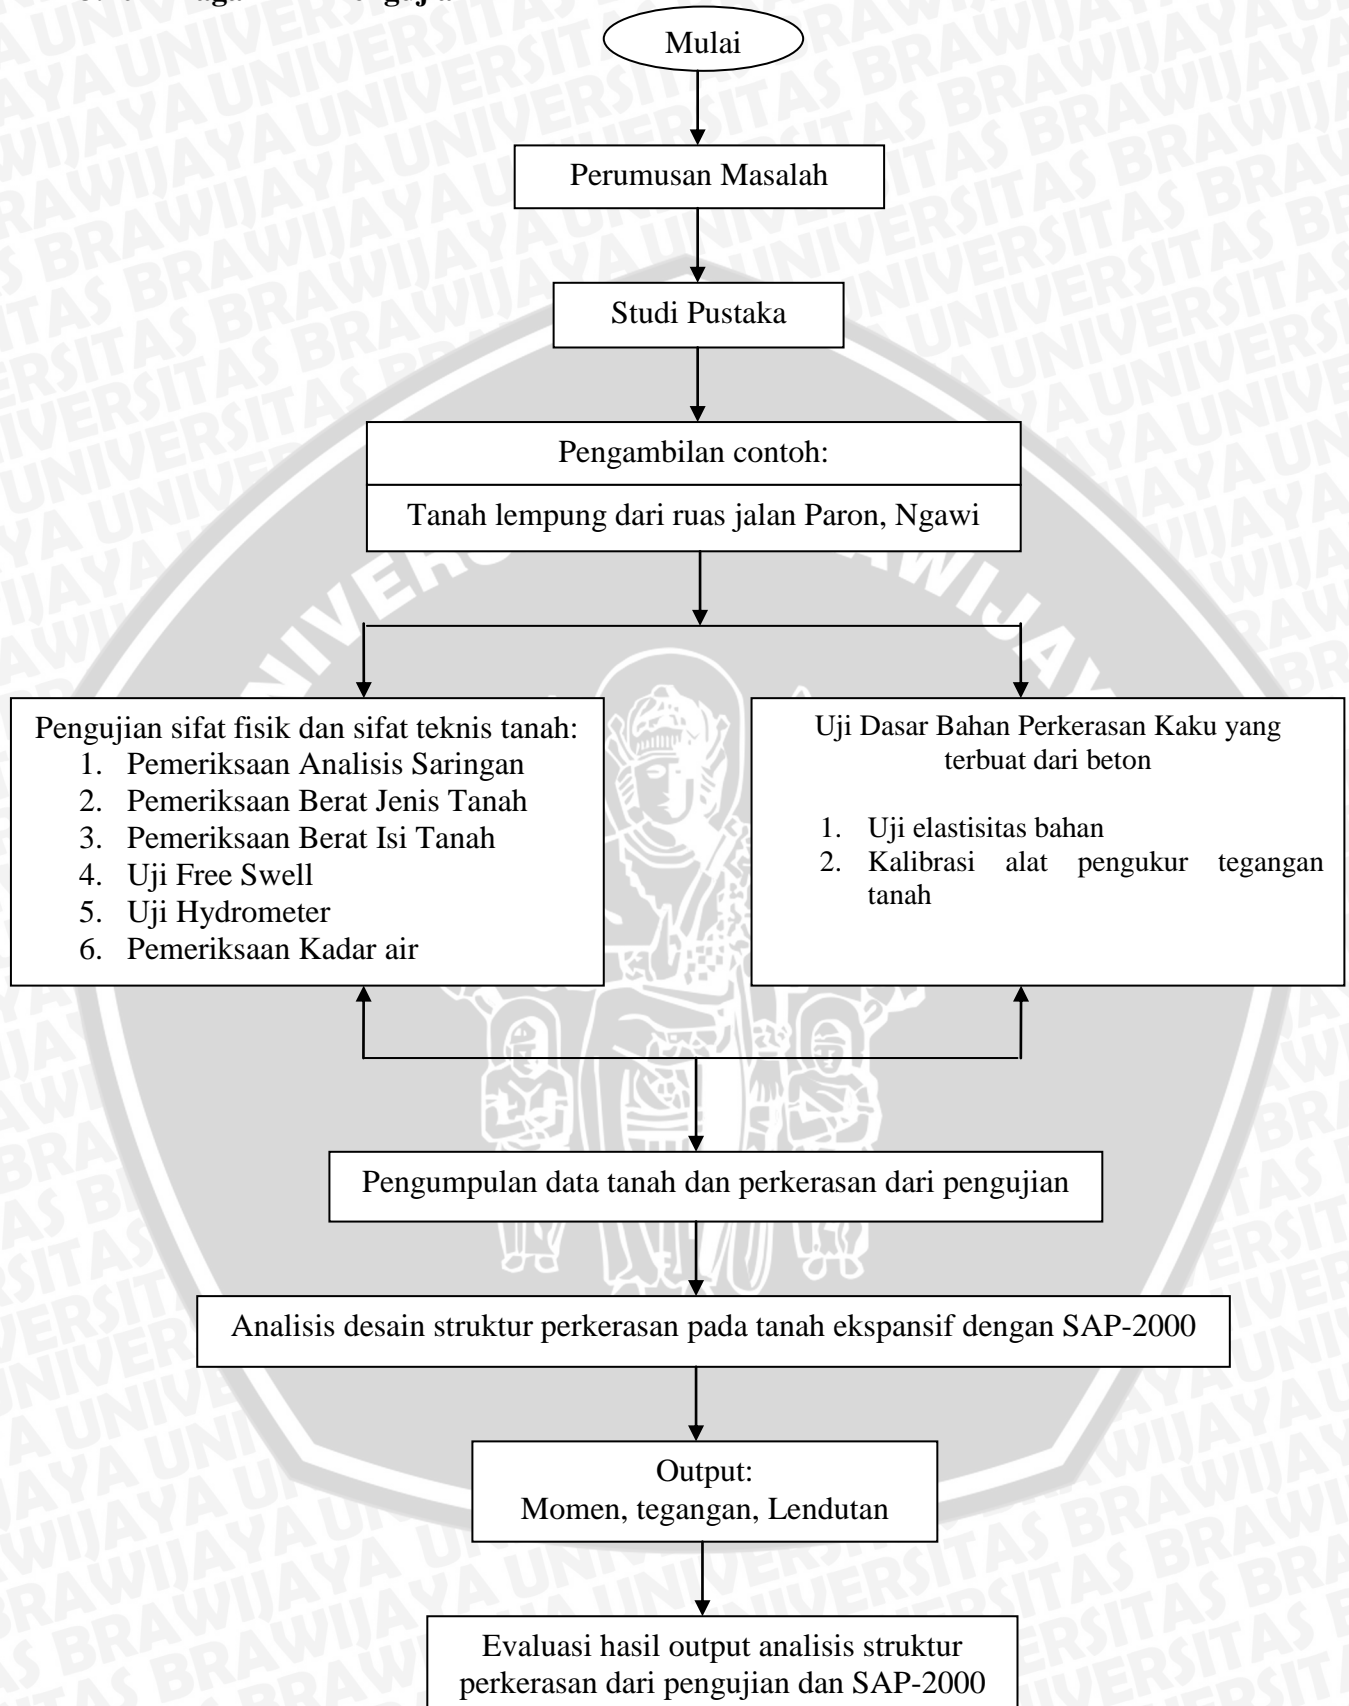 Mulai
Perumusan Masalah
Studi Pustaka
Pengambilan contoh:
Tanah lempung dari ruas jalan Paron, Ngawi
Pengujian sifat fisik dan sifat teknis tanah:
1. Pemeriksaan Analisis Saringan
2. Pemeriksaan Berat Jenis Tanah
3. Pemeriksaan Berat Isi Tanah
4. Uji Free Swell
5. Uji Hydrometer
6. Pemeriksaan Kadar air
Uji Dasar Bahan Perkerasan Kaku yang
terbuat dari beton
1. Uji elastisitas bahan
2. Kalibrasi alat pengukur tegangan
tanah
Pengumpulan data tanah dan perkerasan dari pengujian
Analisis desain struktur perkerasan pada tanah ekspansif dengan SAP-2000
Output:
Momen, tegangan, Lendutan
Evaluasi hasil output analisis struktur
perkerasan dari pengujian dan SAP-2000